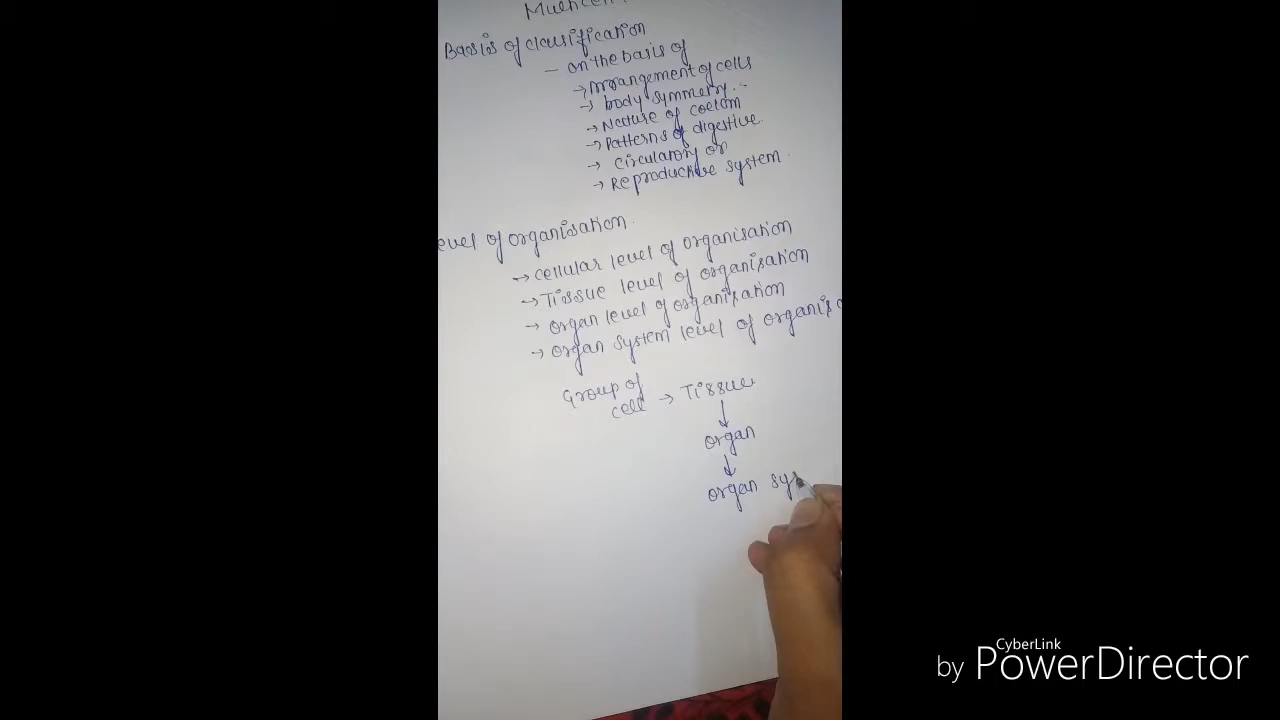 Basis of classification
- on the basis of
→ Arrangement of cells
→ body symmetry.
→ Nature of coelom
→ Patterns of digestive.
→ circulatory or
→ Reproductive system.
evel of organisation.
→ cellular level of organisation
→ Tissue level of organisation
→ organ level of organisation
→ organ system level of organisa
Group of
cell → Tissue
↓
organ
↓
organ sy
CyberLink
by PowerDirector